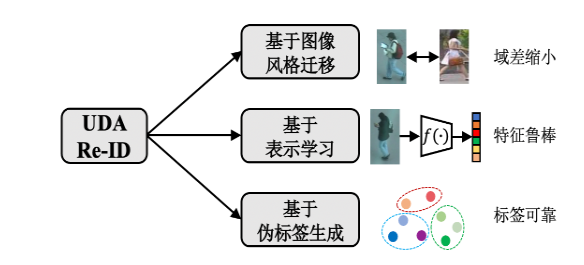 UDA
Re-ID
基于图像
风格迁移
域差缩小
基于
表示学习
f(·)
特征鲁棒
基于
伪标签生成
标签可靠